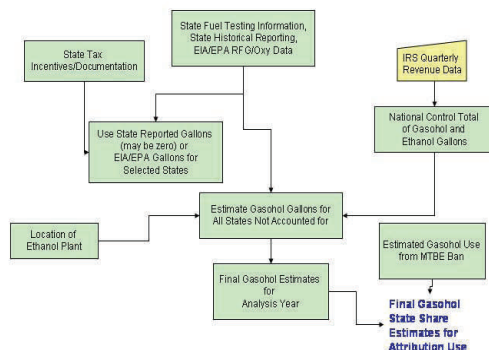 State Fuel Testing Information,
State Historical Reporting,
EIA/EPA RFG/Oxy Data
State Tax
Incentives/Documentation
IRS Quarterly
Revenue Data
Use State Reported Gallons
(may be zero) or
EIA/EPA Gallons for
Selected States
National Control Total
of Gasohol and
Ethanol Gallons
Location of
Ethanol Plant
Estimate Gasohol Gallons for
All States Not Accounted for
Estimated Gasohol Use
from MTBE Ban
Final Gasohol Estimates
for
Analysis Year
Final Gasohol
State Share
Estimates for
Attribution Use